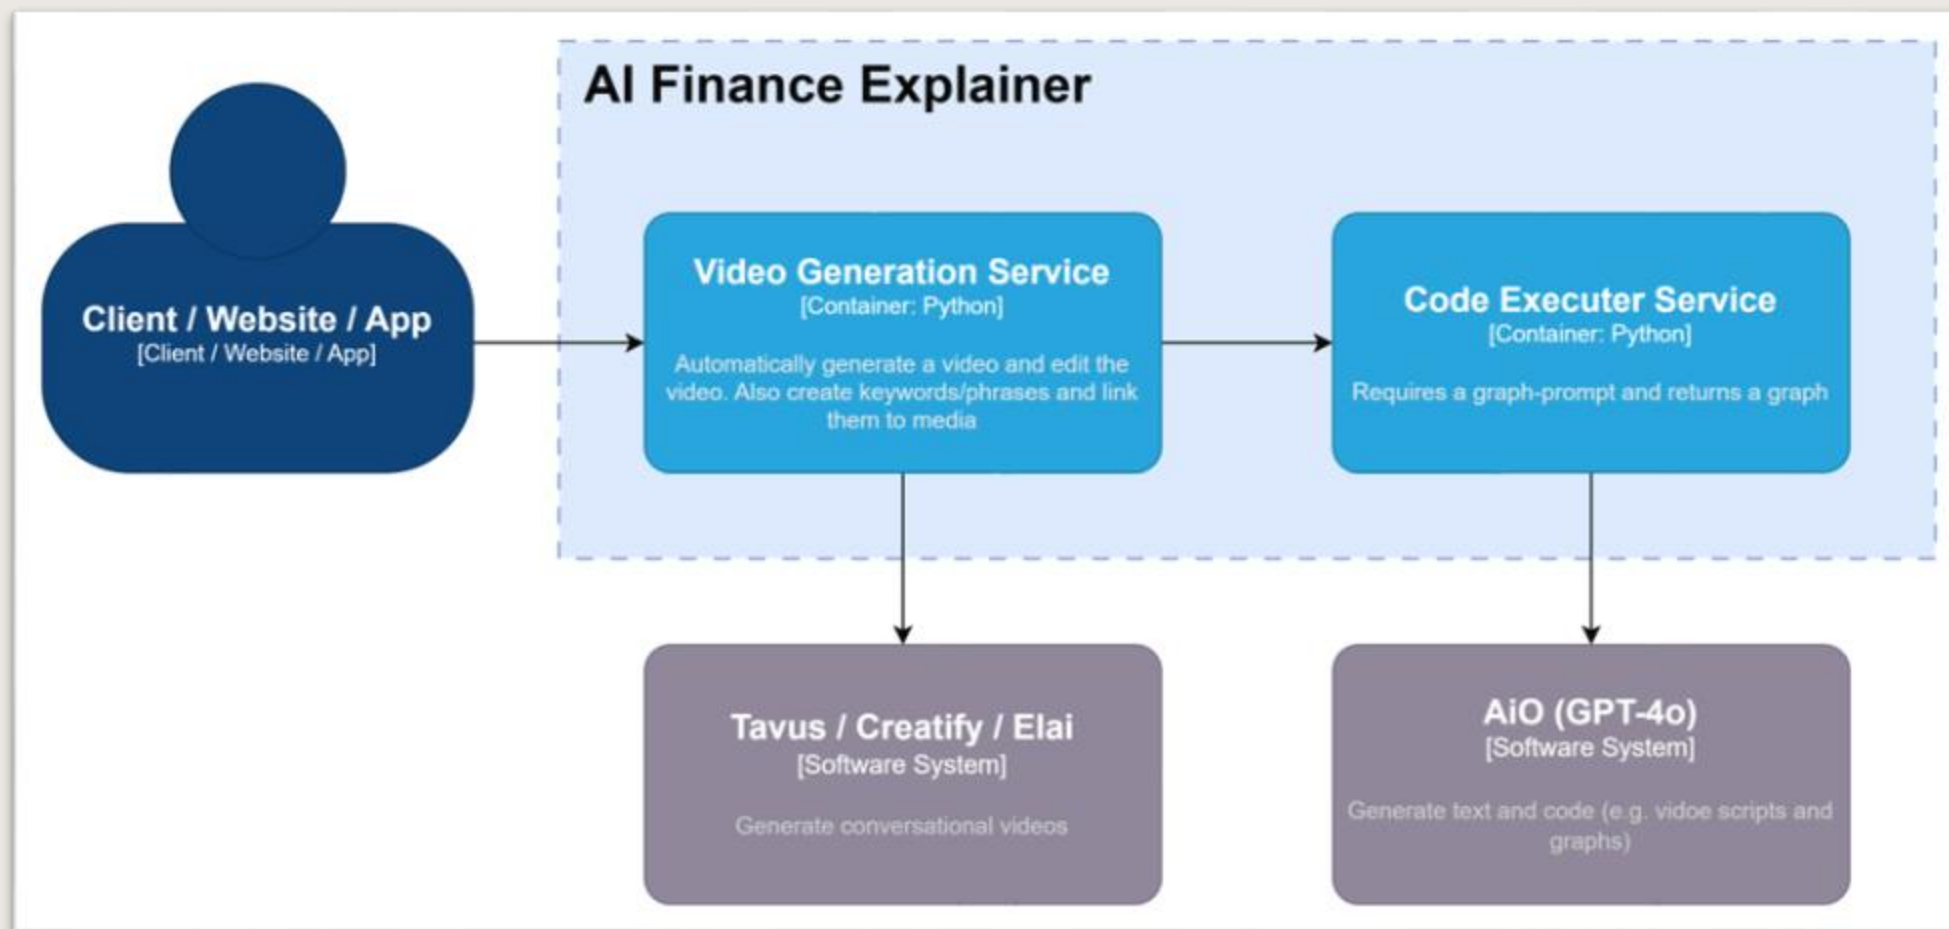 AI Finance Explainer
Client / Website / App
[Client / Website / App]
Video Generation Service
[Container: Python]
Automatically generate a video and edit the
video. Also create keywords/phrases and link
them to media
Code Executer Service
[Container: Python]
Requires a graph-prompt and returns a graph
Tavus / Creatify / Elai
[Software System]
Generate conversational videos
AiO (GPT-4o)
[Software System]
Generate text and code (e.g. vidoe scripts and
graphs)